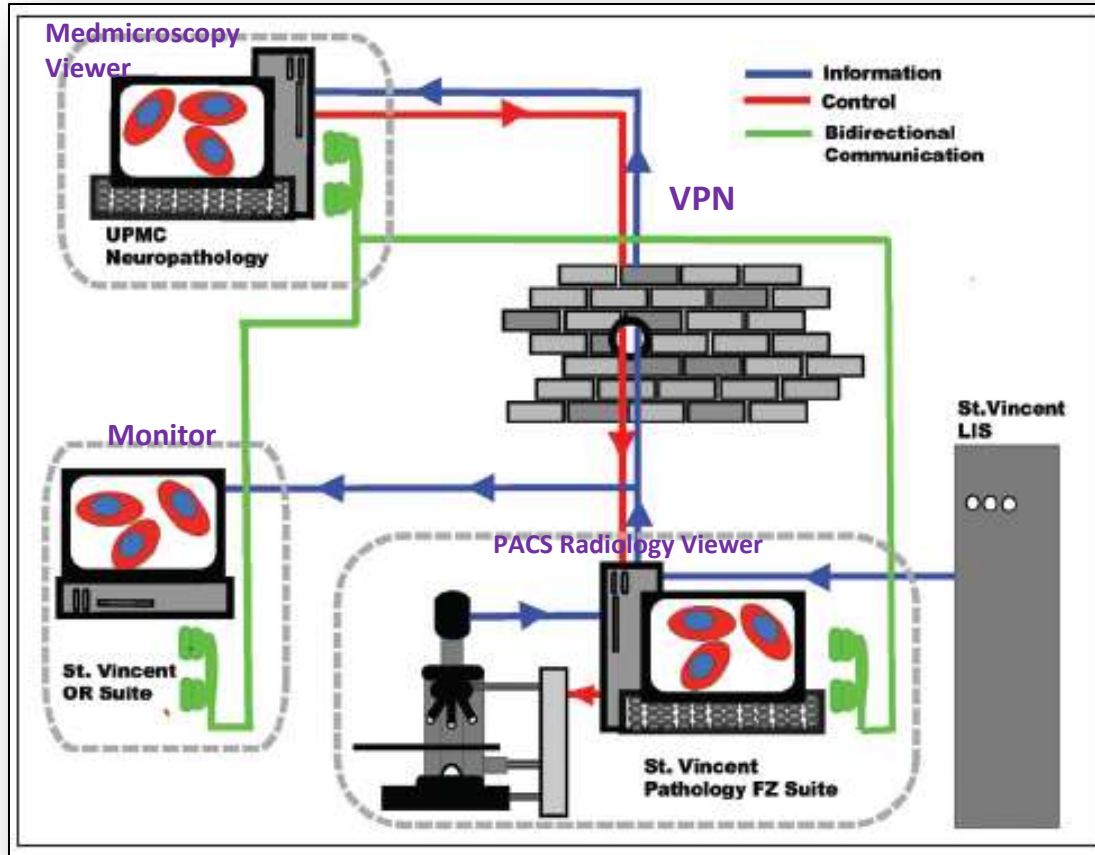 Medmicroscopy
Viewer
Information
Control
Bidirectional
Communication
VPN
UPMC
Neuropathology
St.Vincent
LIS
Monitor
PACS Radiology Viewer
St. Vincent
OR Suite
St. Vincent
Pathology FZ Suite